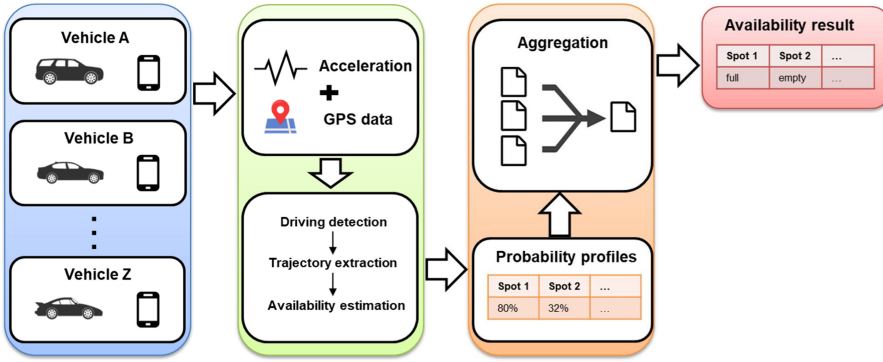 Vehicle A
Vehicle B
Vehicle Z
Acceleration
GPS data
Driving detection
Trajectory extraction
Availability estimation
Aggregation
Probability profiles
Spot 1 Spot 2 ...
80% 32% ...
Availability result
Spot 1 Spot 2 ...
full empty ...